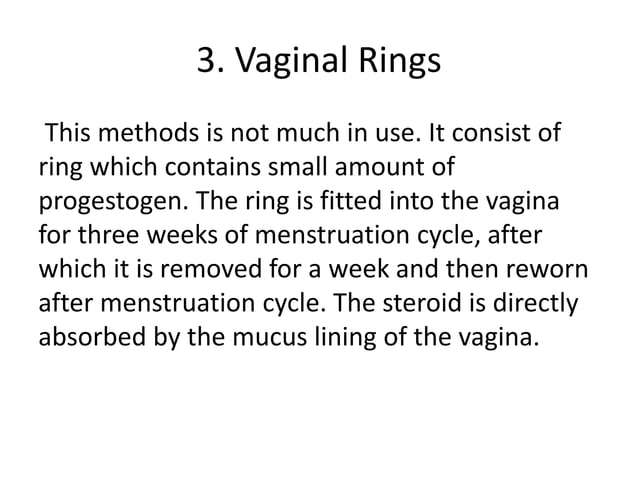 3. Vaginal Rings
This methods is not much in use. It consist of
ring which contains small amount of
progestogen. The ring is fitted into the vagina
for three weeks of menstruation cycle, after
which it is removed for a week and then reworn
after menstruation cycle. The steroid is directly
absorbed by the mucus lining of the vagina.